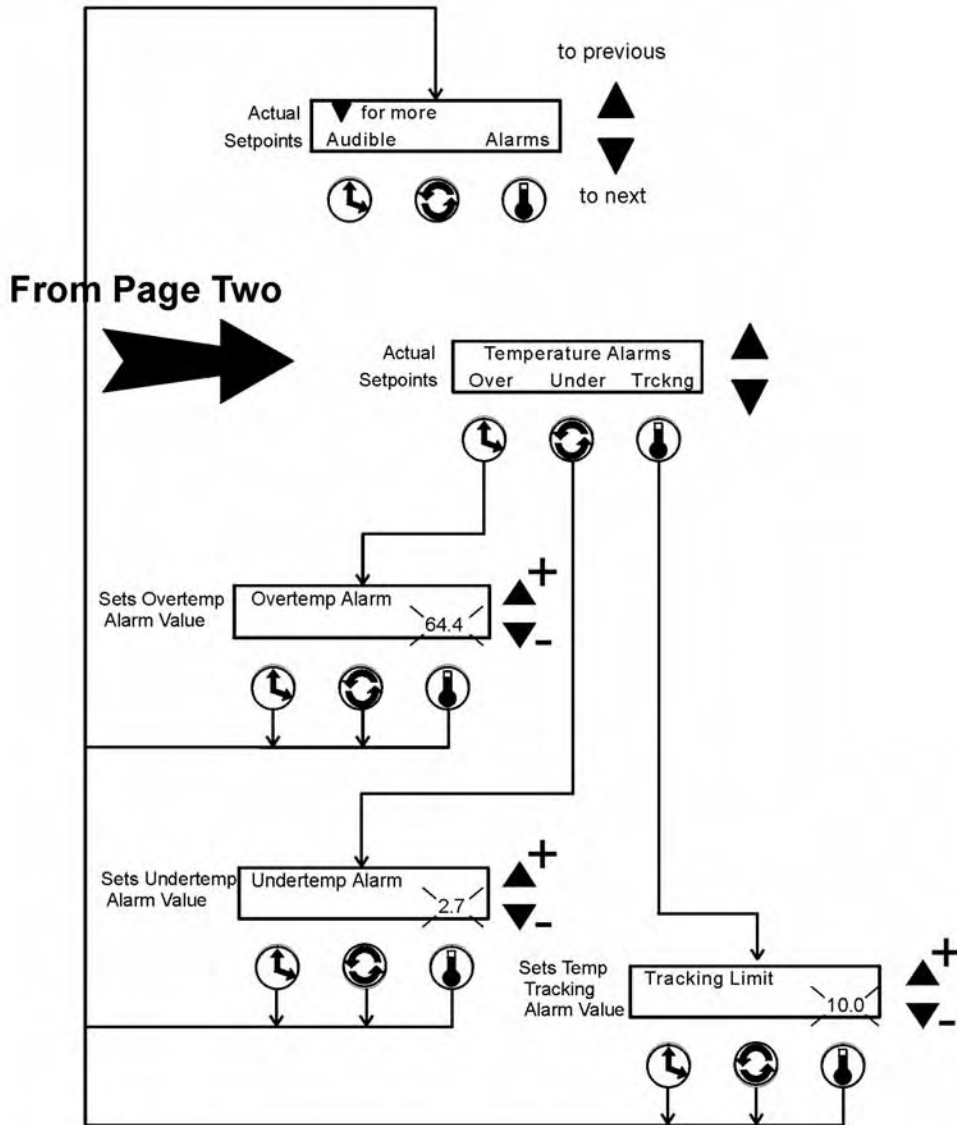 to previous
Actual
for more
Setpoints
Audible Alarms
to next
From Page Two
Actual
Temperature Alarms
Setpoints
Over Under Trckng
Sets Overtemp
Alarm Value
Overtemp Alarm
64.4
+
-
Sets Undertemp
Alarm Value
Undertemp Alarm
2.7
+
-
Sets Temp
Tracking
Alarm Value
Tracking Limit
10.0
+
-